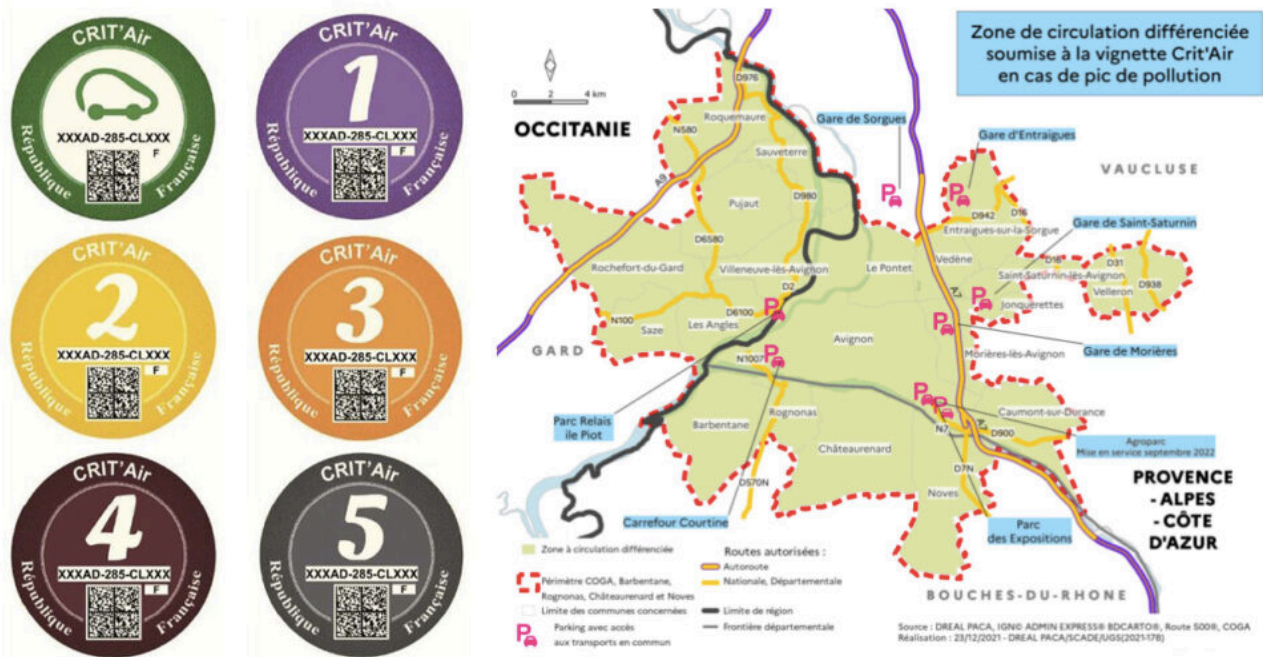 CRIT'Air
XXXAD-285-CLXXX
F
République Française
CRIT'Air
1
XXXAD-285-CLXXX
F
République Française
CRIT'Air
2
XXXAD-285-CLXXX
F
République Française
CRIT'Air
3
XXXAD-285-CLXXX
F
République Française
CRIT'Air
4
XXXAD-285-CLXXX
F
République Française
CRIT'Air
5
XXXAD-285-CLXXX
F
République Française
Zone de circulation différenciée
soumise à la vignette Crit'Air
en cas de pic de pollution
0 2 4 km
OCCITANIE
D976
Roquemaure
N580
Sauveterre
A9
Gare de Sorgues
P
Gare d'Entraigues
P
VAUCLUSE
Pujaut
D980
D942
D16
Entraigues-sur-la-Sorgue
Gare de Saint-Saturnin
D6580
Rochefort-du-Gard
Villeneuve-lès-Avignon
Le Pontet
Vedène
D16
D31
Saint-Saturnin-lès-Avignon
Velleron
D938
D2
P
P
Jonquerettes
N100
Saze
Les Angles
D6100
P
Avignon
GARD
N1007
P
Morières-lès-Avignon
Gare de Morières
Parc Relais
ile Piot
Barbentane
Rognonas
P
P
Caumont-sur-Durance
N7
D900
Agroparc
Mise en service septembre 2022
Châteaurenard
D7N
D570N
Noves
PROVENCE
- ALPES
- CÔTE
D'AZUR
Carrefour Courtine
Parc
des Expositions
BOUCHES-DU-RHONE
Zone à circulation différenciée
Périmètre COGA, Barbentane,
Rognonas, Châteaurenard et Noves
Limite des communes concernées
P
Parking avec accès
aux transports en commun
Routes autorisées :
Autoroute
Nationale, Départementale
Limite de région
Frontière départementale
Source : DREAL PACA, IGN© ADMIN EXPRESS® BDCARTO®, Route 500®, COGA
Réalisation : 23/12/2021 - DREAL PACA/SCADE/UGS(2021-178)